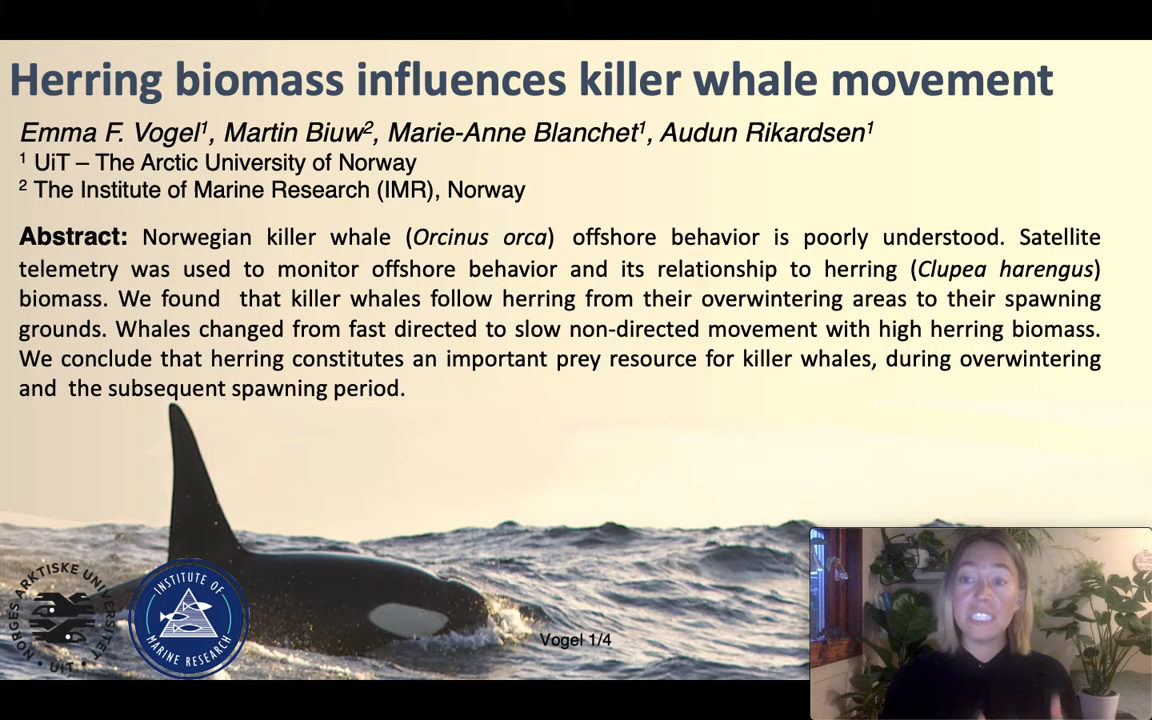 Herring biomass influences killer whale movement
Emma F. Vogel¹, Martin Biuw², Marie-Anne Blanchet¹, Audun Rikardsen¹
¹ UiT – The Arctic University of Norway
² The Institute of Marine Research (IMR), Norway
Abstract: Norwegian killer whale (Orcinus orca) offshore behavior is poorly understood. Satellite
telemetry was used to monitor offshore behavior and its relationship to herring (Clupea harengus)
biomass. We found that killer whales follow herring from their overwintering areas to their spawning
grounds. Whales changed from fast directed to slow non-directed movement with high herring biomass.
We conclude that herring constitutes an important prey resource for killer whales, during overwintering
and the subsequent spawning period.
NORGES ARKTISKE UNIVERSITET
• UiT •
INSTITUTE OF
MARINE RESEARCH
Vogel 1/4